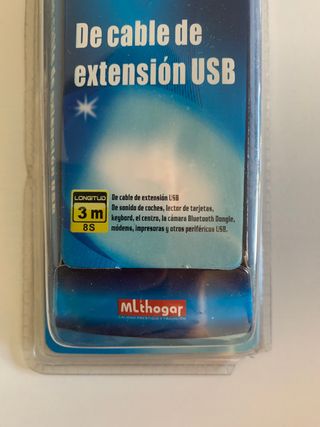 De cable de
extensión USB
LONGITUD
3 m
8S
De cable de extensión USB
De sonido de coches, lector de tarjetas,
keybord, el centro, la cámara Bluetooth Dongle,
módems, impresoras y otros periféricos USB.
MLthogar